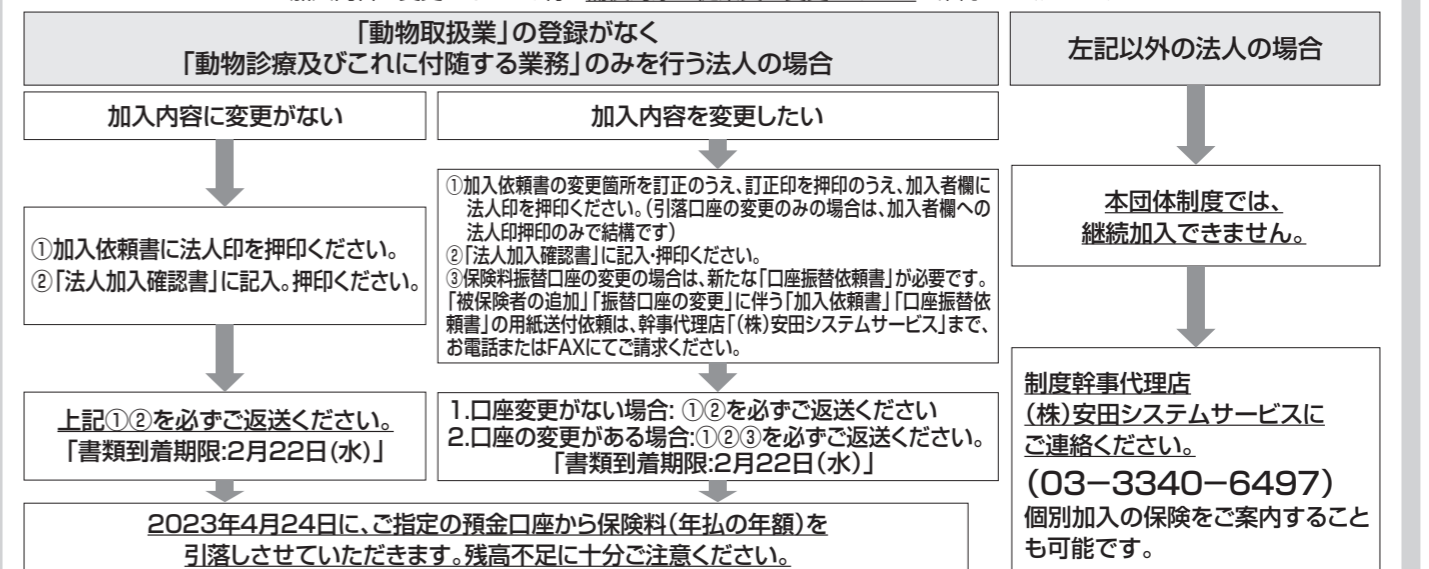 「動物取扱業」の登録がなく
「動物診療及びこれに付随する業務」のみを行う法人の場合
加入内容に変更がない
①加入依頼書に法人印を押印ください。
②「法人加入確認書」に記入。押印ください。
上記①②を必ずご返送ください。
「書類到着期限:2月22日(水)」
加入内容を変更したい
①加入依頼書の変更箇所を訂正のうえ、訂正印を押印のうえ、加入者欄に
法人印を押印ください。(引落口座の変更のみの場合は、加入者欄への
法人印押印のみで結構です)
②「法人加入確認書」に記入・押印ください。
③保険料振替口座の変更の場合は、新たな「口座振替依頼書」が必要です。
「被保険者の追加」「振替口座の変更」に伴う「加入依頼書」「口座振替依
頼書」の用紙送付依頼は、幹事代理店「(株)安田システムサービス」まで、
お電話またはFAXにてご請求ください。
1.口座変更がない場合: ①②を必ずご返送ください
2.口座の変更がある場合:①②③を必ずご返送ください。
「書類到着期限:2月22日(水)」
2023年4月24日に、ご指定の預金口座から保険料(年払の年額)を
引落しさせていただきます。残高不足に十分ご注意ください。
左記以外の法人の場合
本団体制度では、
継続加入できません。
制度幹事代理店
(株)安田システムサービスに
ご連絡ください。
(03-3340-6497)
個別加入の保険をご案内すること
も可能です。